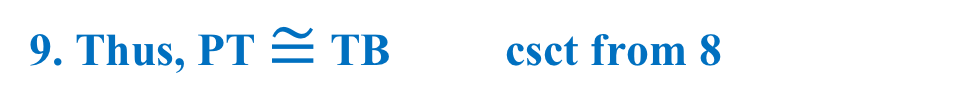 9. Thus, PT ≅ TB csct from 8